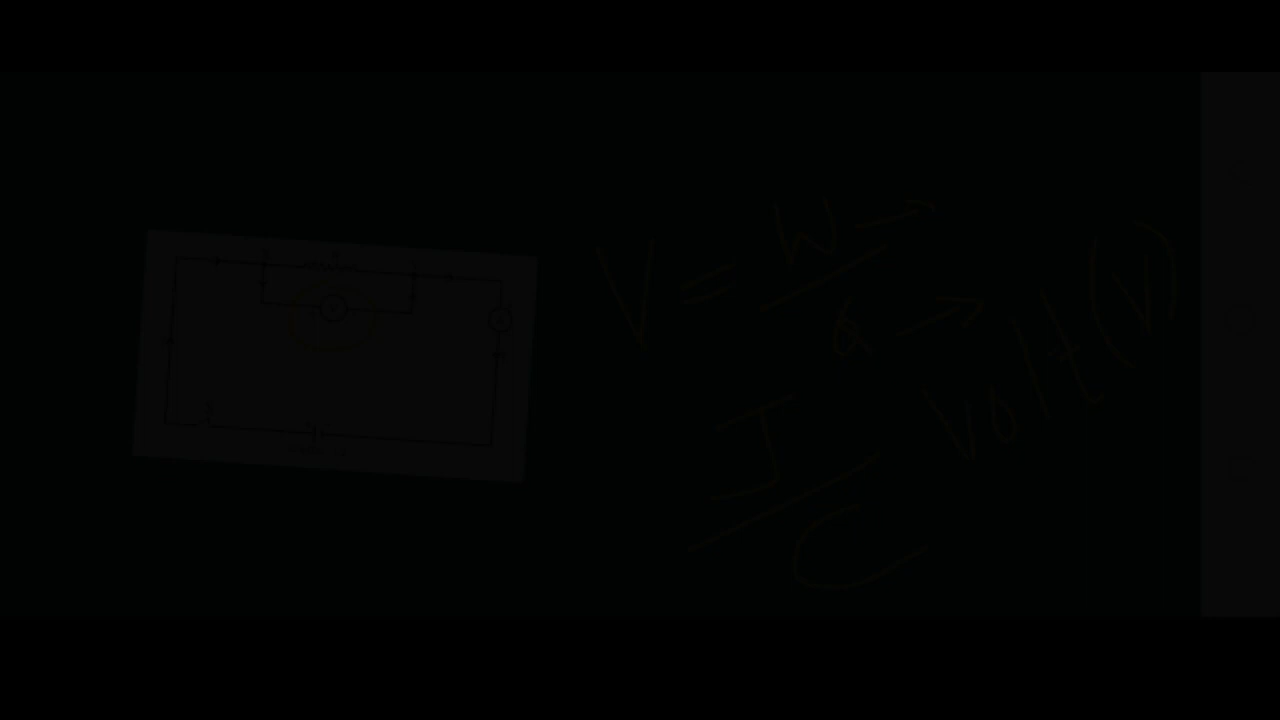 V = W →
Q →
J
C
Volt (V)